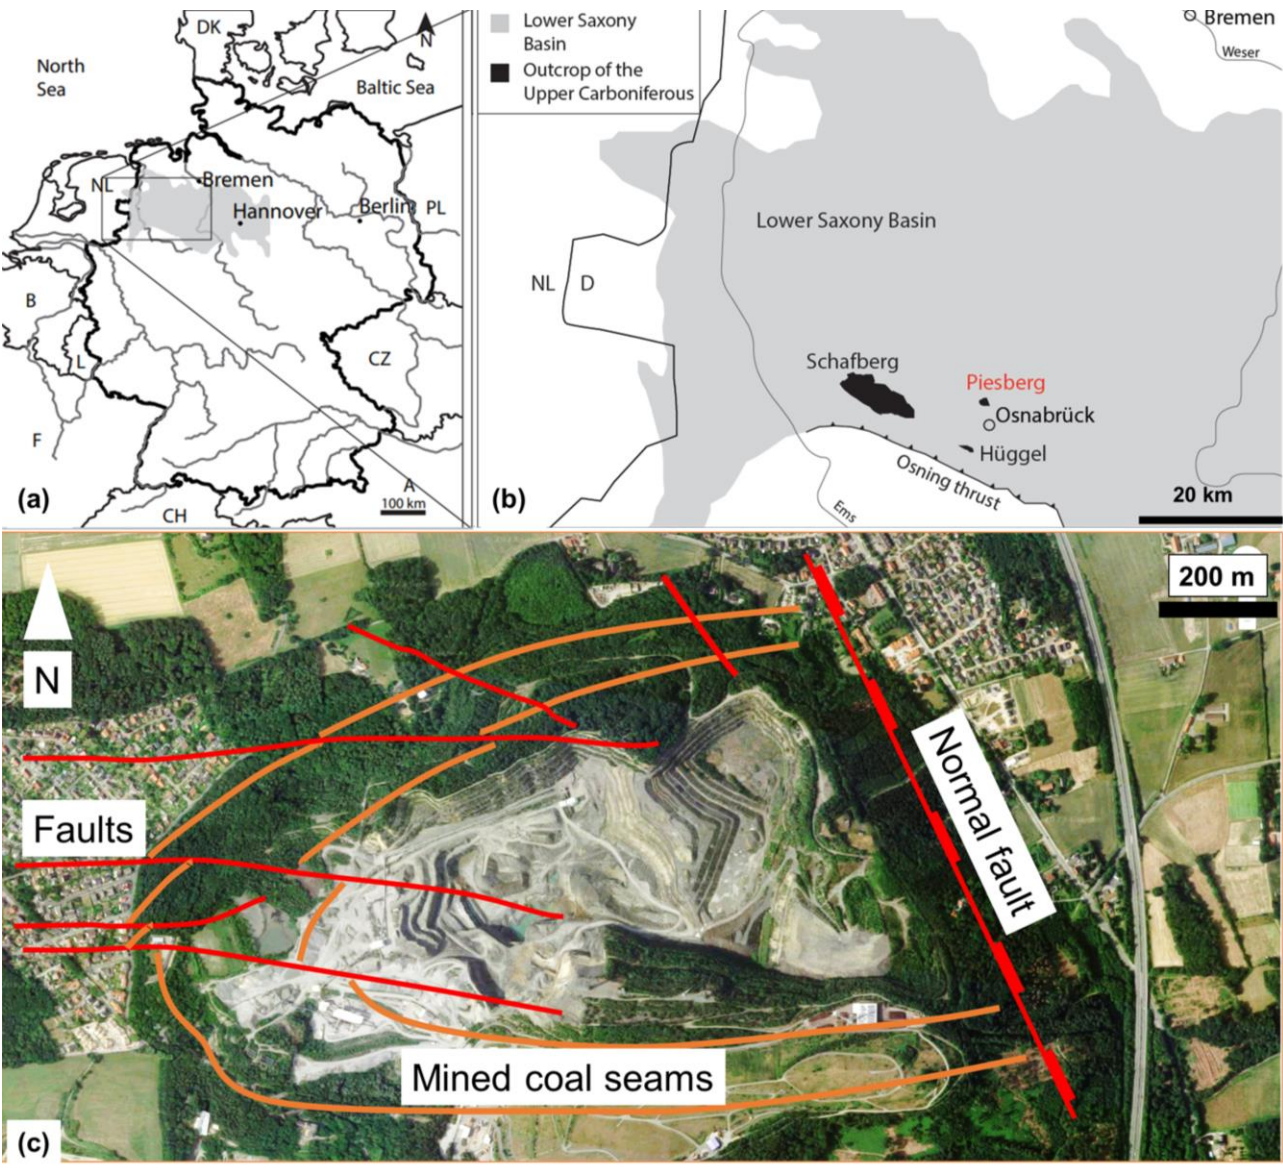 DK
N
North
Sea
Baltic Sea
NL
Bremen
Hannover
Berlin
PL
B
L
CZ
F
A
100 km
(a)
CH
Lower Saxony
Basin
Outcrop of the
Upper Carboniferous
Bremen
Weser
Lower Saxony Basin
NL
D
Schafberg
Piesberg
Osnabrück
Hüggel
Osning thrust
20 km
(b)
Ems
200 m
N
Normal fault
Faults
Mined coal seams
(c)